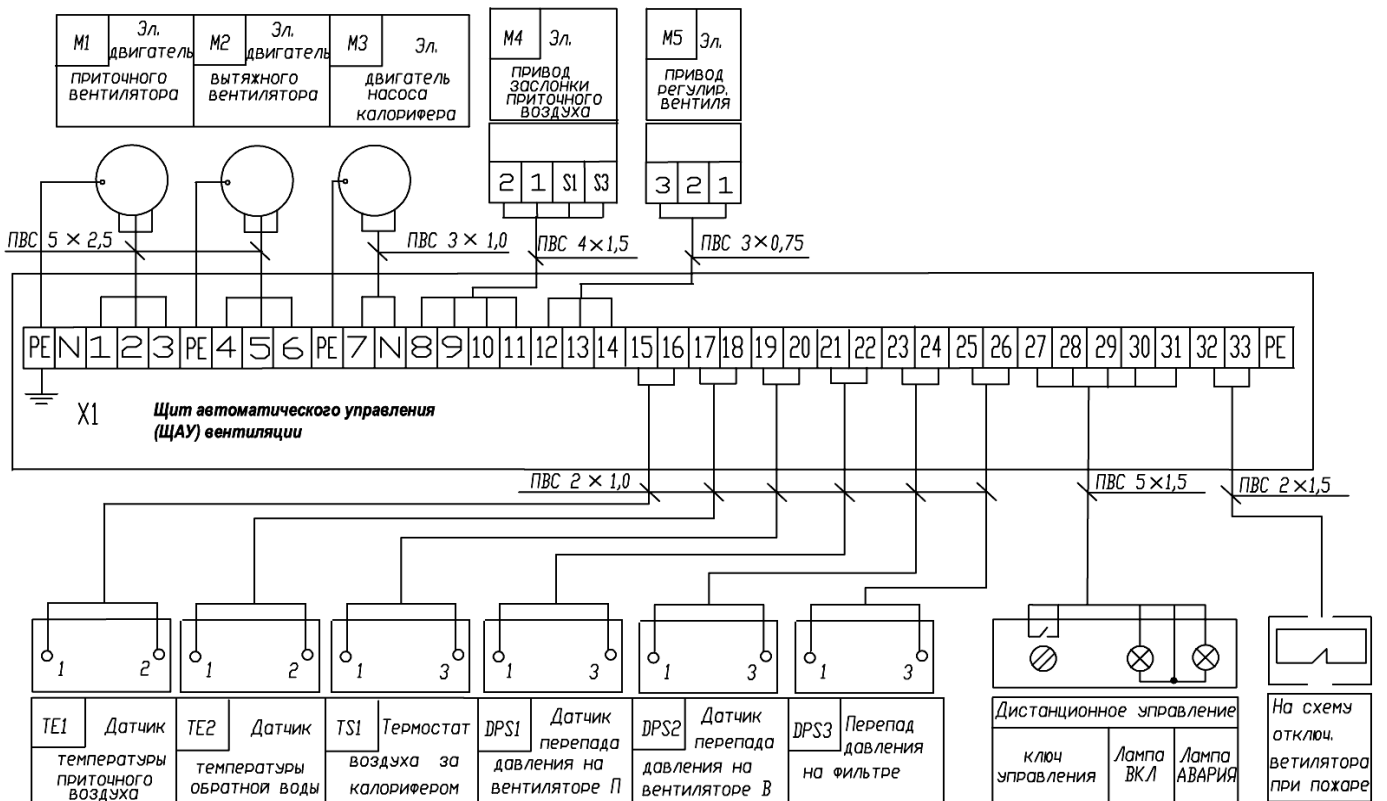 M1 Эл. двигатель
приточного
вентилятора
M2 Эл. двигатель
вытяжного
вентилятора
M3 Эл.
двигатель
насоса
калорифера
M4 Эл.
привод
заслонки
приточного
воздуха
M5 Эл.
привод
регулир.
вентиля
2 1 S1 S3
3 2 1
ПВС 5 × 2,5
ПВС 3 × 1,0
ПВС 4×1,5
ПВС 3×0,75
PE N 1 2 3 PE 4 5 6 PE 7 N 8 9 10 11 12 13 14 15 16 17 18 19 20 21 22 23 24 25 26 27 28 29 30 31 32 33 PE
X1
Щит автоматического управления
(ЩАУ) вентиляции
ПВС 2 × 1,0
ПВС 5×1,5
ПВС 2×1,5
1 2
1 2
1 3
1 3
1 3
1 3
TE1 Датчик
температуры
приточного
воздуха
TE2 Датчик
температуры
обратной воды
TS1 Термостат
воздуха за
калорифером
DPS1 Датчик
перепада
давления на
вентиляторе П
DPS2 Датчик
перепада
давления на
вентиляторе В
DPS3 Перепад
давления
на фильтре
Дистанционное управление
ключ
управления
Лампа
ВКЛ
Лампа
АВАРИЯ
На схему
отключ.
ветилятора
при пожаре